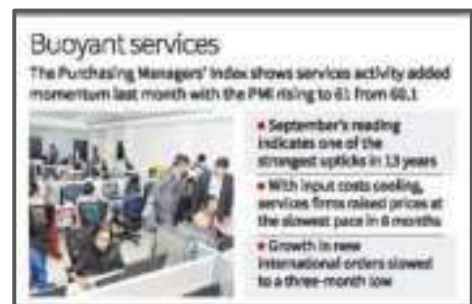 Buoyant services
The Purchasing Managers' Index shows services activity added
momentum last month with the PMI rising to 61 from 60.1
■ September's reading
indicates one of the
strongest upticks in 13 years
■ With input costs cooling,
services firms raised prices at
the slowest pace in 6 months
■ Growth in new
international orders slowed
to a three-month low